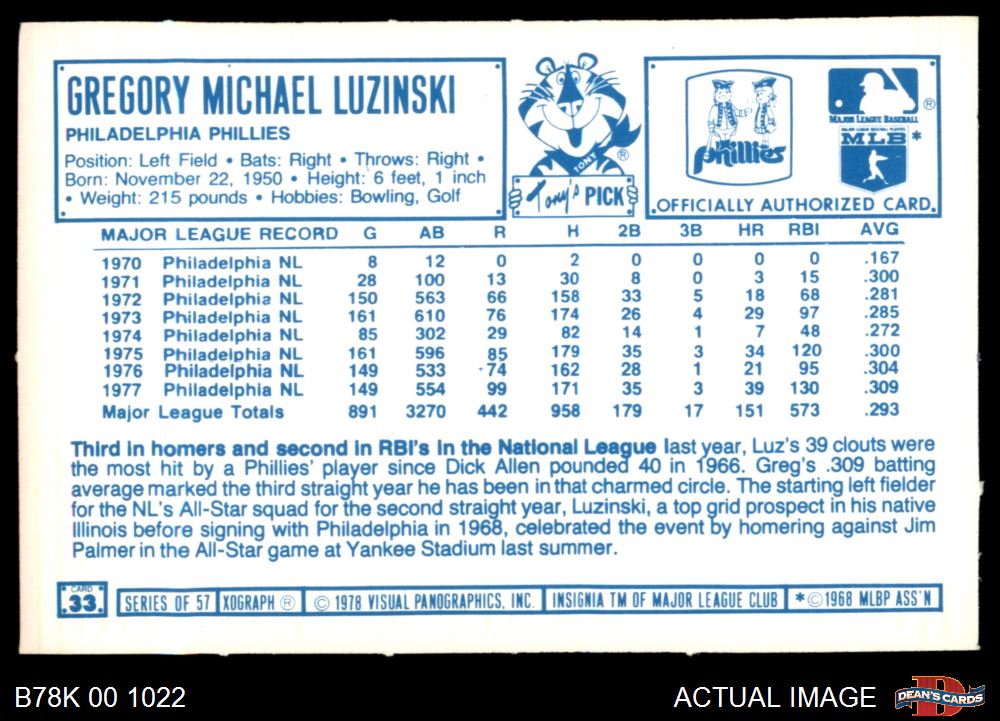 GREGORY MICHAEL LUZINSKI
PHILADELPHIA PHILLIES
Position: Left Field • Bats: Right • Throws: Right •
Born: November 22, 1950 • Height: 6 feet, 1 inch
• Weight: 215 pounds • Hobbies: Bowling, Golf
TONY
®
Tony's PICK
phillies
®
MAJOR LEAGUE BASEBALL
MAJOR LEAGUE BASEBALL PLAYERS
MLB *
OFFICIALLY AUTHORIZED CARD.
MAJOR LEAGUE RECORD G AB R H 2B 3B HR RBI AVG
1970 Philadelphia NL 8 12 0 2 0 0 0 0 .167
1971 Philadelphia NL 28 100 13 30 8 0 3 15 .300
1972 Philadelphia NL 150 563 66 158 33 5 18 68 .281
1973 Philadelphia NL 161 610 76 174 26 4 29 97 .285
1974 Philadelphia NL 85 302 29 82 14 1 7 48 .272
1975 Philadelphia NL 161 596 85 179 35 3 34 120 .300
1976 Philadelphia NL 149 533 74 162 28 1 21 95 .304
1977 Philadelphia NL 149 554 99 171 35 3 39 130 .309
Major League Totals 891 3270 442 958 179 17 151 573 .293
Third in homers and second in RBI's in the National League last year, Luz's 39 clouts were
the most hit by a Phillies' player since Dick Allen pounded 40 in 1966. Greg's .309 batting
average marked the third straight year he has been in that charmed circle. The starting left fielder
for the NL's All-Star squad for the second straight year, Luzinski, a top grid prospect in his native
Illinois before signing with Philadelphia in 1968, celebrated the event by homering against Jim
Palmer in the All-Star game at Yankee Stadium last summer.
CARD
33
SERIES OF 57 XOGRAPH ® © 1978 VISUAL PANOGRAPHICS, INC. INSIGNIA TM OF MAJOR LEAGUE CLUB *© 1968 MLBP ASS'N
B78K 00 1022
ACTUAL IMAGE
DEAN'S CARDS